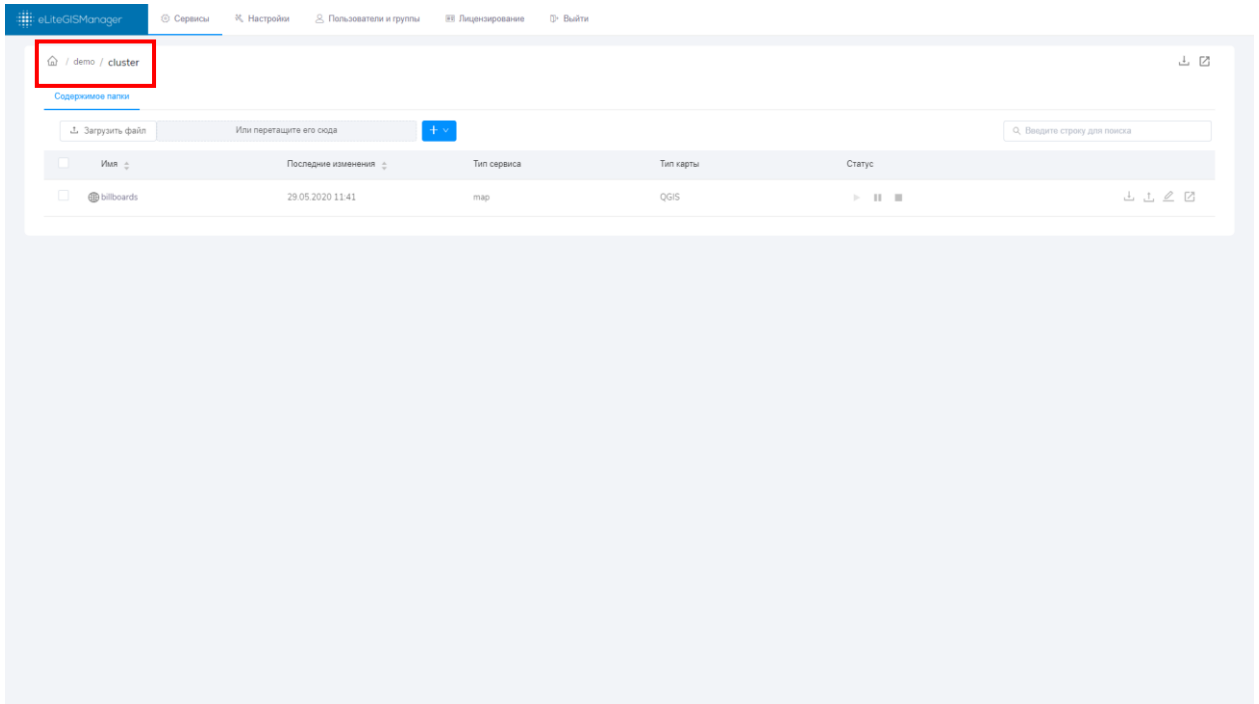 eLiteGISManager Сервисы Настройки Пользователи и группы Лицензирование Выйти
/ demo / cluster
Содержимое папки
Загрузить файл Или перетащите его сюда + Введите строку для поиска
Имя Последние изменения Тип сервиса Тип карты Статус
billboards 29.05.2020 11:41 map QGIS